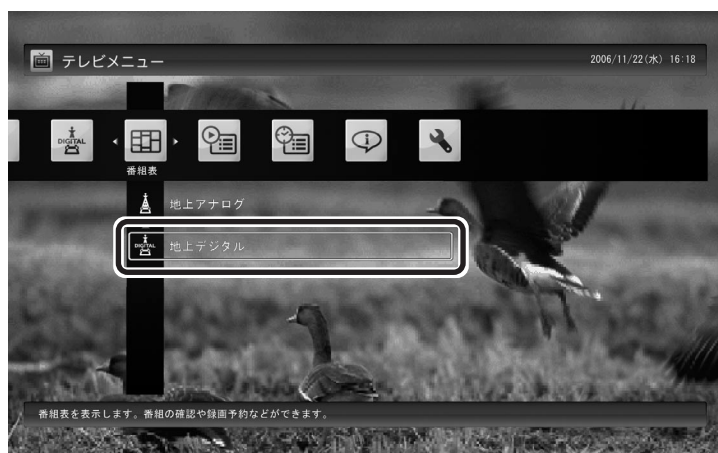 テレビメニュー
2006/11/22(水) 16:18
DIGITAL
番組表
地上アナログ
DIGITAL
地上デジタル
番組表を表示します。番組の確認や録画予約などができます。